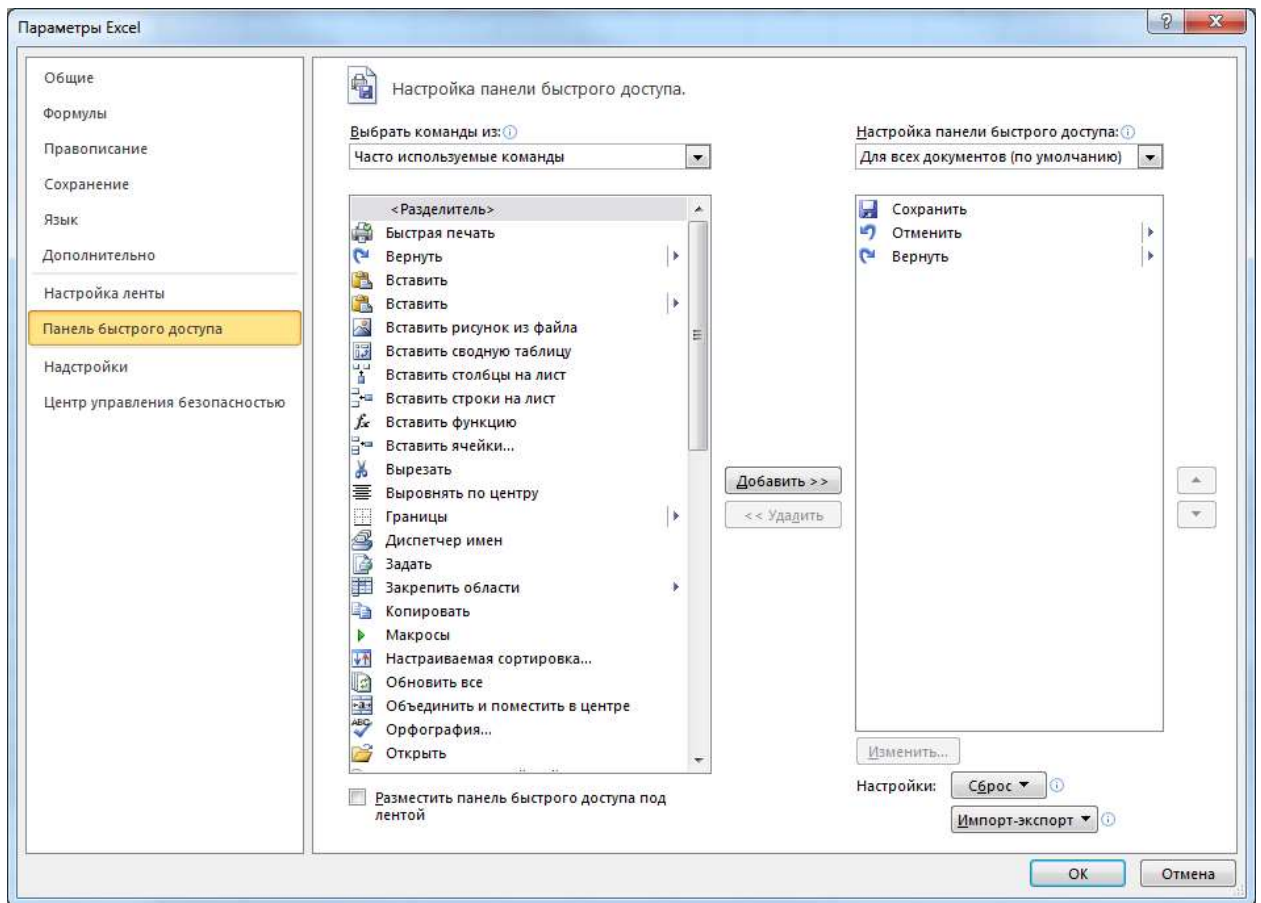 Параметры Excel
Общие
Формулы
Правописание
Сохранение
Язык
Дополнительно
Настройка ленты
Панель быстрого доступа
Надстройки
Центр управления безопасностью
Настройка панели быстрого доступа.
Выбрать команды из:
Часто используемые команды
<Разделитель>
Быстрая печать
Вернуть
Вставить
Вставить
Вставить рисунок из файла
Вставить сводную таблицу
Вставить столбцы на лист
Вставить строки на лист
Вставить функцию
Вставить ячейки...
Вырезать
Выровнять по центру
Границы
Диспетчер имен
Задать
Закрепить области
Копировать
Макросы
Настраиваемая сортировка...
Обновить все
Объединить и поместить в центре
Орфография...
Открыть
Разместить панель быстрого доступа под
лентой
Добавить >>
<< Удалить
Настройка панели быстрого доступа:
Для всех документов (по умолчанию)
Сохранить
Отменить
Вернуть
Изменить...
Настройки:
Сброс
Импорт-экспорт
ОК
Отмена